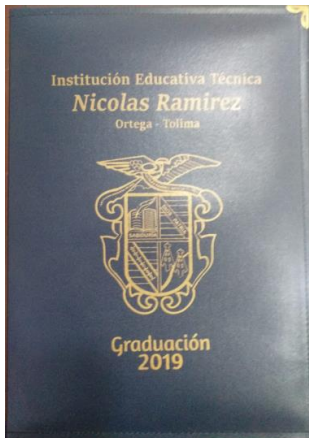 Institución Educativa Técnica
Nicolas Ramirez
Ortega - Tolima
Graduación
2019